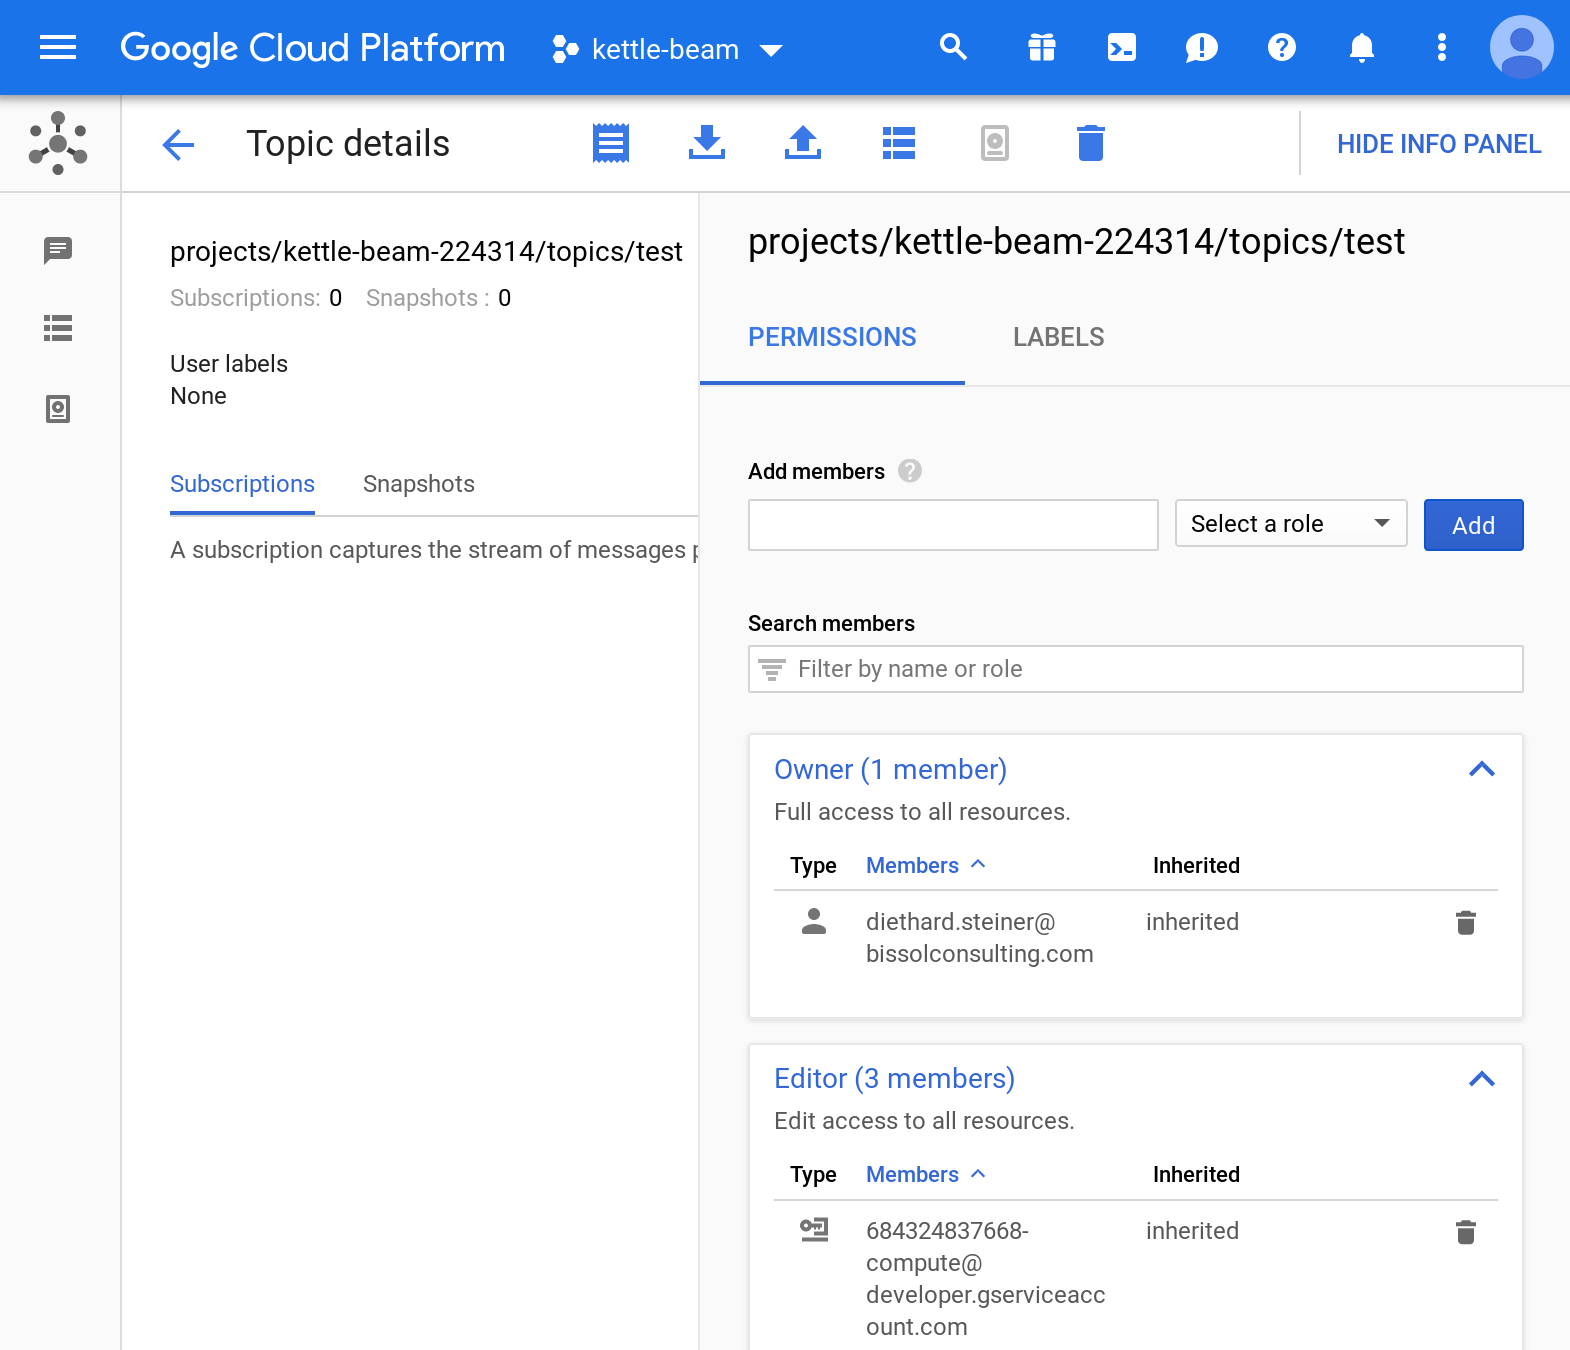 Google Cloud Platform
kettle-beam
Topic details
HIDE INFO PANEL
projects/kettle-beam-224314/topics/test
Subscriptions: 0 Snapshots : 0
User labels
None
Subscriptions Snapshots
A subscription captures the stream of messages
projects/kettle-beam-224314/topics/test
PERMISSIONS LABELS
Add members
Select a role
Add
Search members
Filter by name or role
Owner (1 member)
Full access to all resources.
Type Members Inherited
diethard.steiner@ inherited
bissolconsulting.com
Editor (3 members)
Edit access to all resources.
Type Members Inherited
684324837668- inherited
compute@
developer.gserviceacc
ount.com